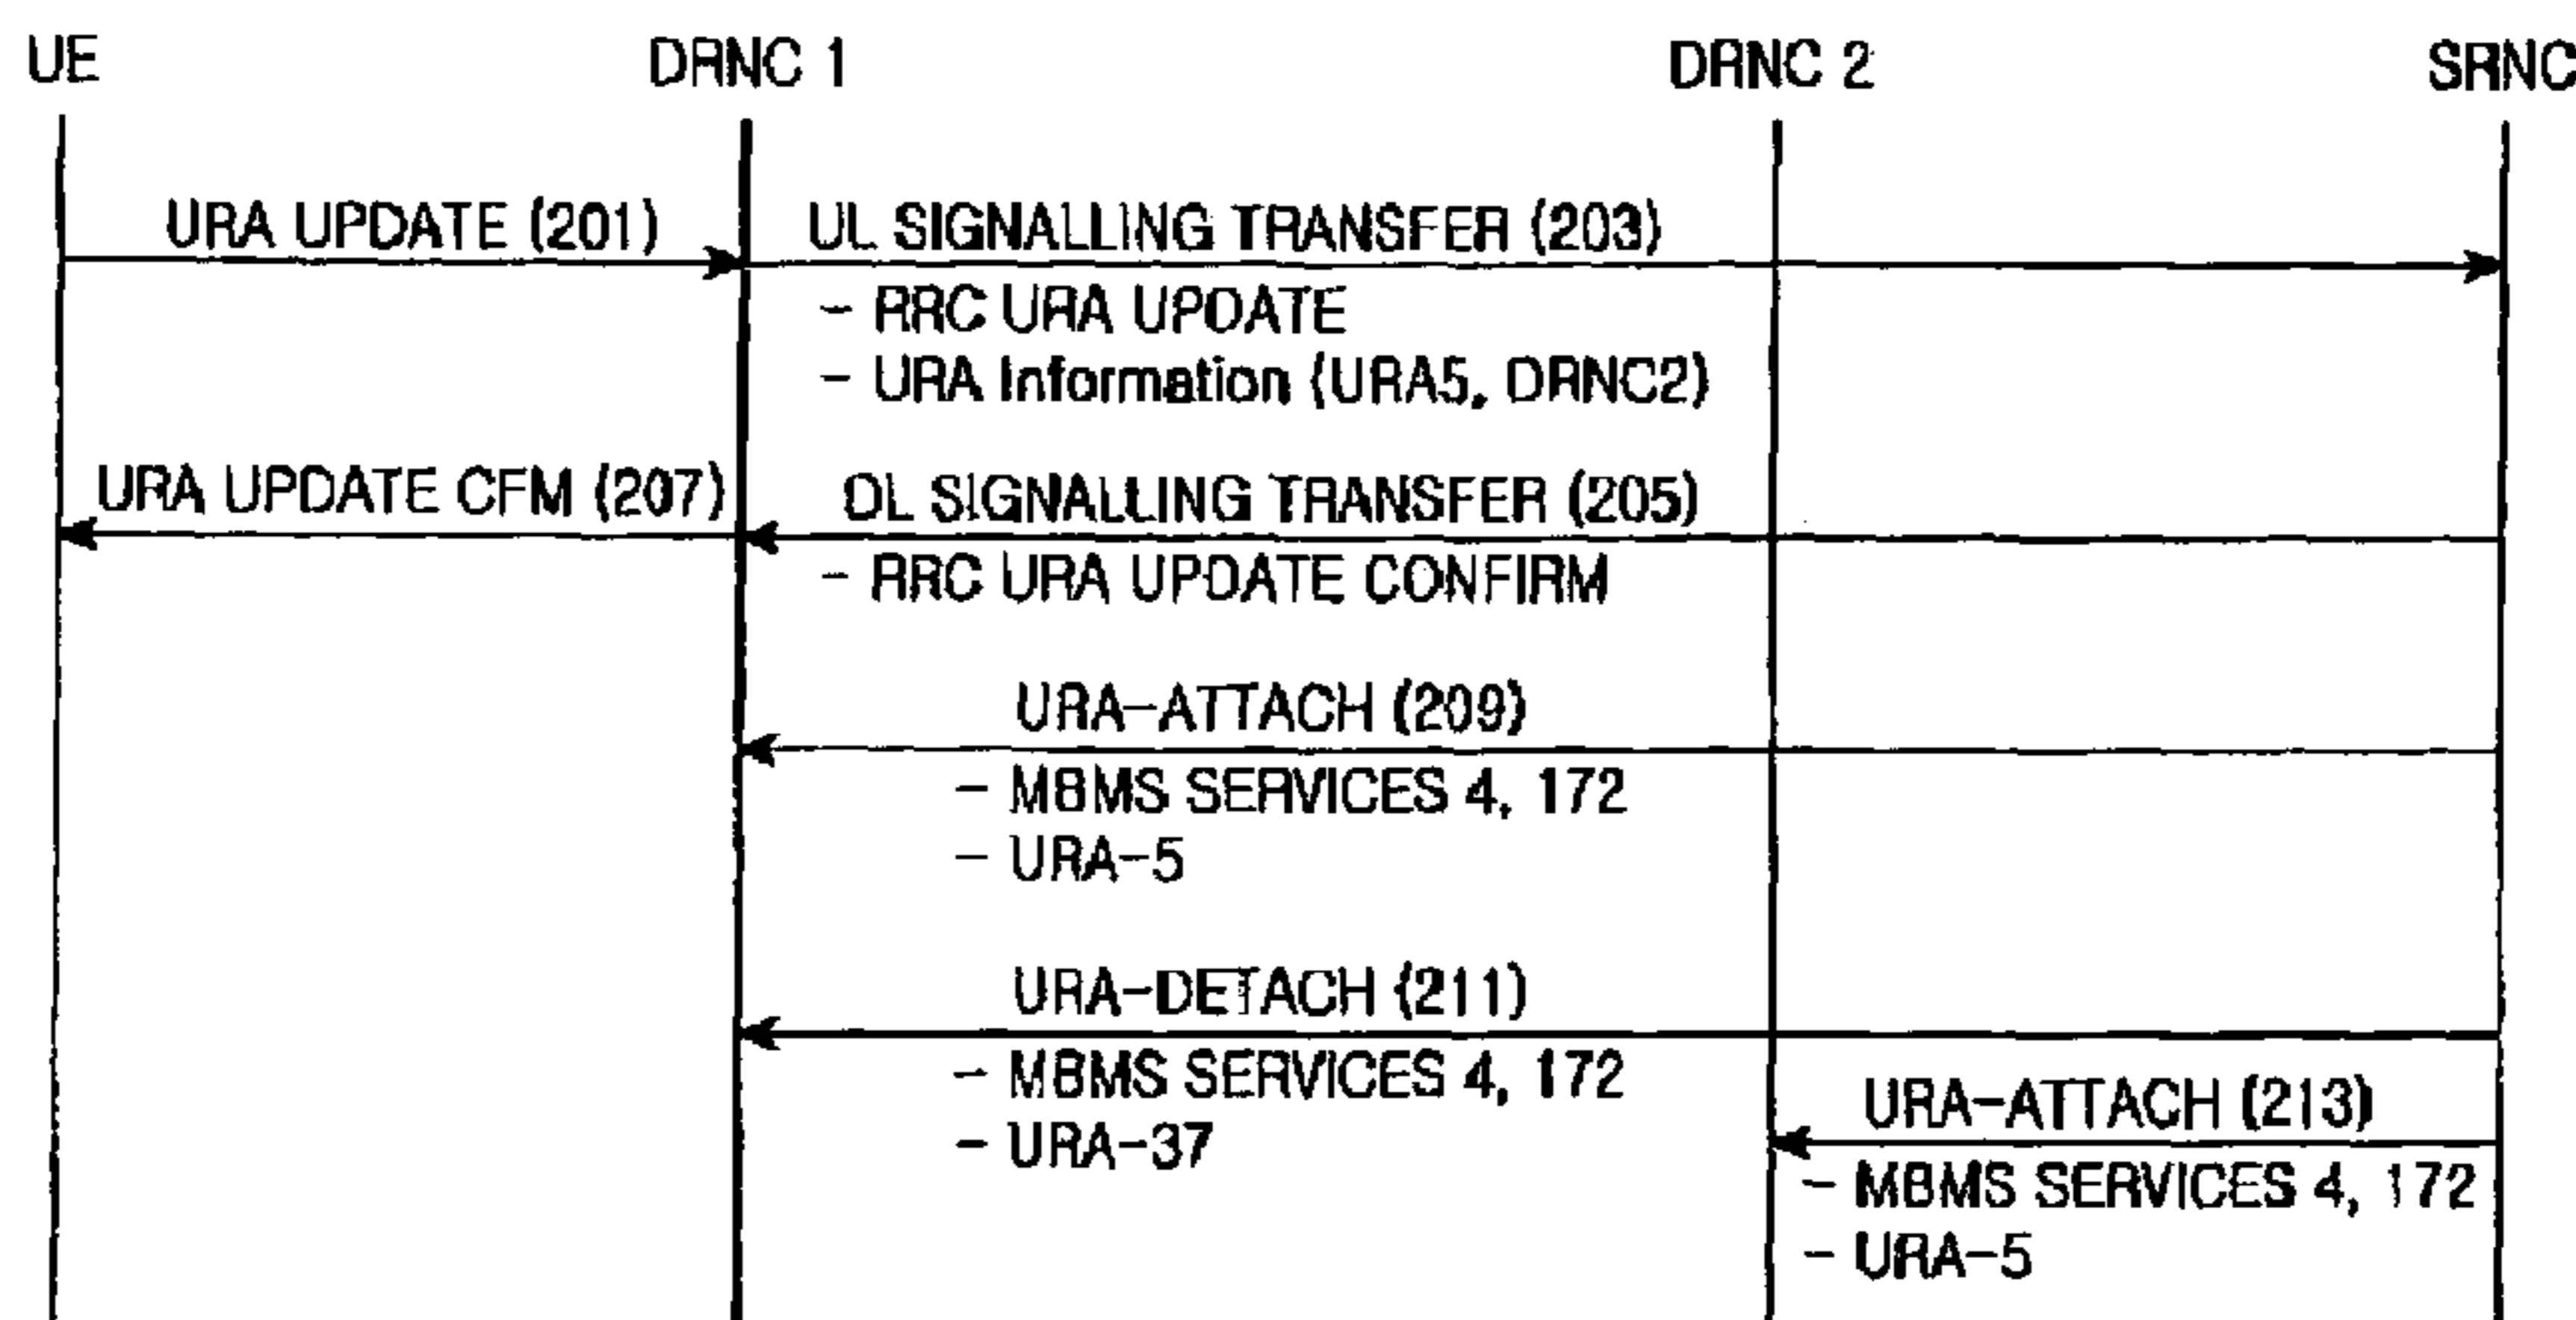 UE DRNC 1 DRNC 2 SRNC
URA UPDATE (201) UL SIGNALLING TRANSFER (203)
- RRC URA UPDATE
- URA Information (URA5, DRNC2)
URA UPDATE CFM (207) DL SIGNALLING TRANSFER (205)
- RRC URA UPDATE CONFIRM
URA-ATTACH (209)
- MBMS SERVICES 4, 172
- URA-5
URA-DETACH (211)
- MBMS SERVICES 4, 172
- URA-37
URA-ATTACH (213)
- MBMS SERVICES 4, 172
- URA-5